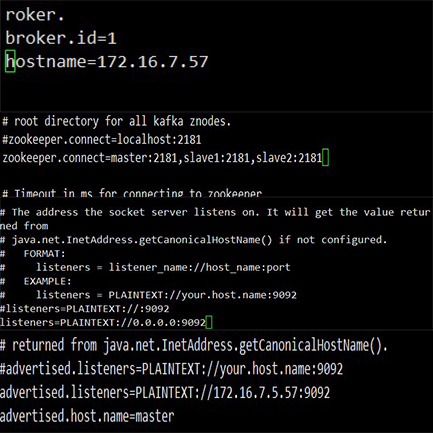 roker.
broker.id=1
hostname=172.16.7.57
# root directory for all kafka znodes.
#zookeeper.connect=localhost:2181
zookeeper.connect=master:2181,slave1:2181,slave2:2181
# Timeout in ms for connecting to zookeeper
# The address the socket server listens on. It will get the value retur
ned from
# java.net.InetAddress.getCanonicalHostName() if not configured.
#   FORMAT:
#     listeners = listener_name://host_name:port
#   EXAMPLE:
#     listeners = PLAINTEXT://your.host.name:9092
#listeners=PLAINTEXT://:9092
listeners=PLAINTEXT://0.0.0.0:9092
# returned from java.net.InetAddress.getCanonicalHostName().
#advertised.listeners=PLAINTEXT://your.host.name:9092
advertised.listeners=PLAINTEXT://172.16.7.5.57:9092
advertised.host.name=master